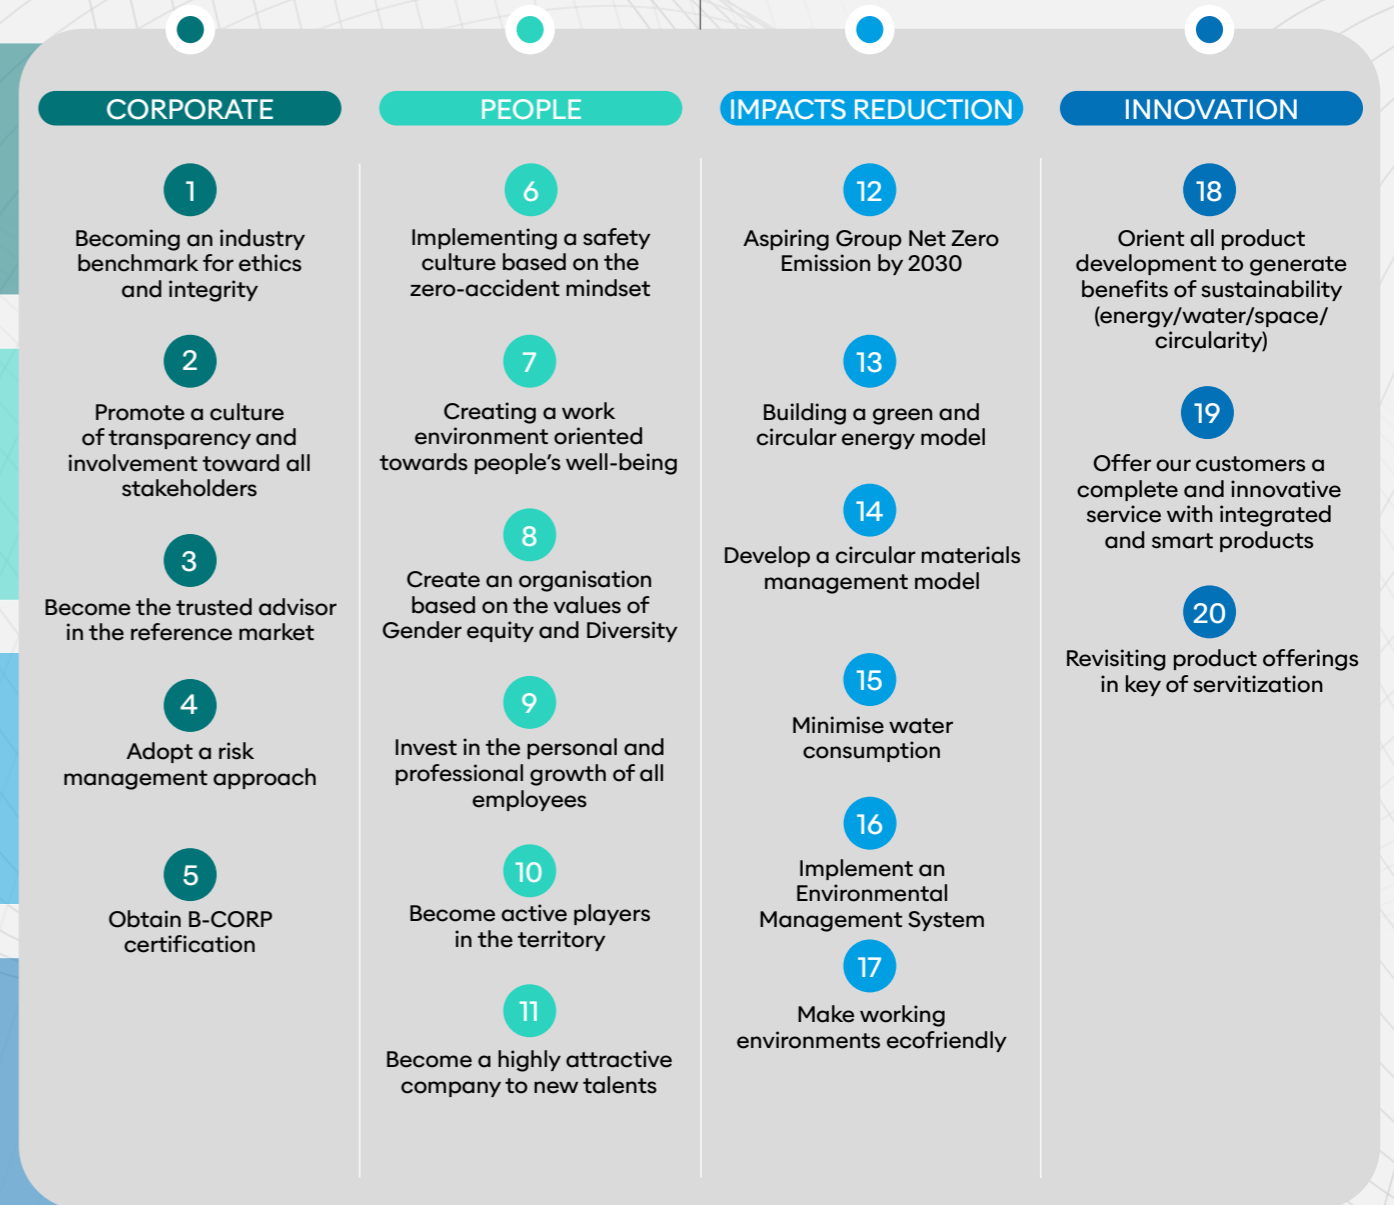 CORPORATE
1
Becoming an industry
benchmark for ethics
and integrity
2
Promote a culture
of transparency and
involvement toward all
stakeholders
3
Become the trusted advisor
in the reference market
4
Adopt a risk
management approach
5
Obtain B-CORP
certification
PEOPLE
6
Implementing a safety
culture based on the
zero-accident mindset
7
Creating a work
environment oriented
towards people’s well-being
8
Create an organisation
based on the values of
Gender equity and Diversity
9
Invest in the personal and
professional growth of all
employees
10
Become active players
in the territory
11
Become a highly attractive
company to new talents
IMPACTS REDUCTION
12
Aspiring Group Net Zero
Emission by 2030
13
Building a green and
circular energy model
14
Develop a circular materials
management model
15
Minimise water
consumption
16
Implement an
Environmental
Management System
17
Make working
environments ecofriendly
INNOVATION
18
Orient all product
development to generate
benefits of sustainability
(energy/water/space/
circularity)
19
Offer our customers a
complete and innovative
service with integrated
and smart products
20
Revisiting product offerings
in key of servitization